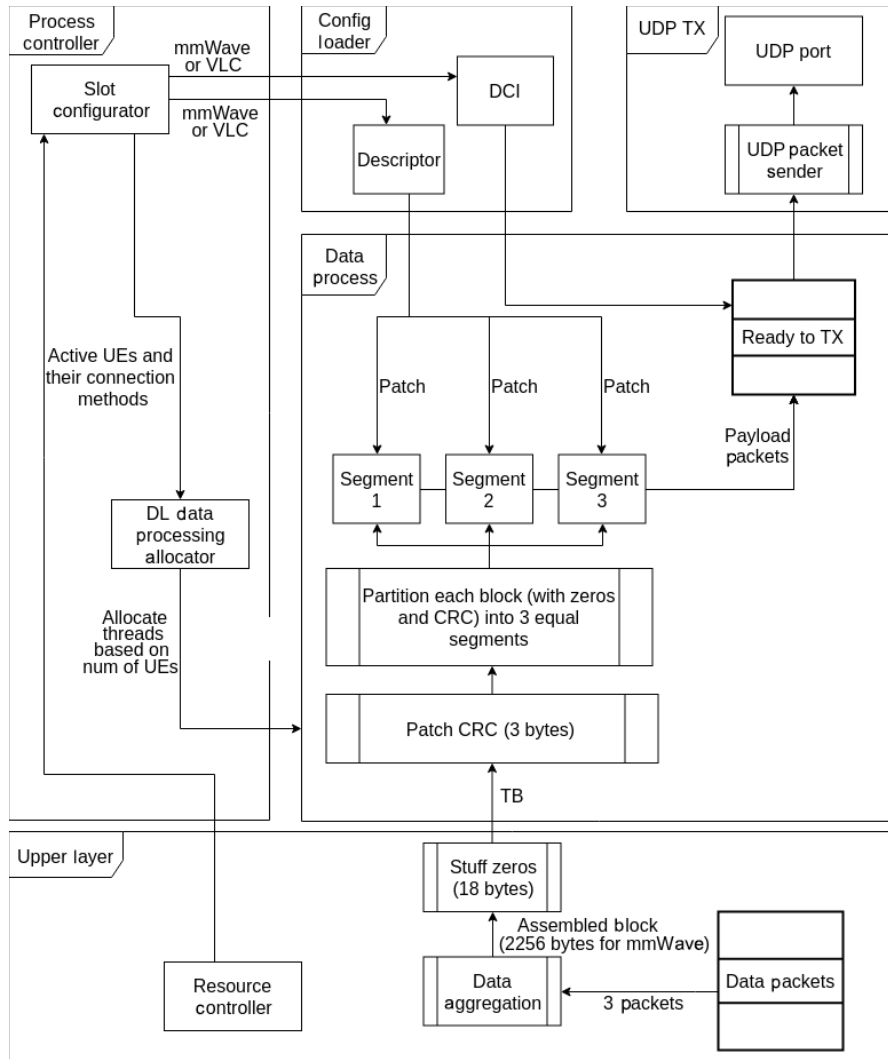 Process
controller
Config
loader
UDP TX
mmWave
or VLC
Slot
configurator
mmWave
or VLC
DCI
Descriptor
UDP port
UDP packet
sender
Data
process
Ready to TX
Active UEs and
their connection
methods
Patch
Patch
Patch
Payload
packets
Segment
1
Segment
2
Segment
3
DL data
processing
allocator
Partition each block (with zeros
and CRC) into 3 equal
segments
Allocate
threads
based on
num of UEs
Patch CRC (3 bytes)
TB
Upper layer
Stuff zeros
(18 bytes)
Assembled block
(2256 bytes for mmWave)
Resource
controller
Data
aggregation
3 packets
Data packets